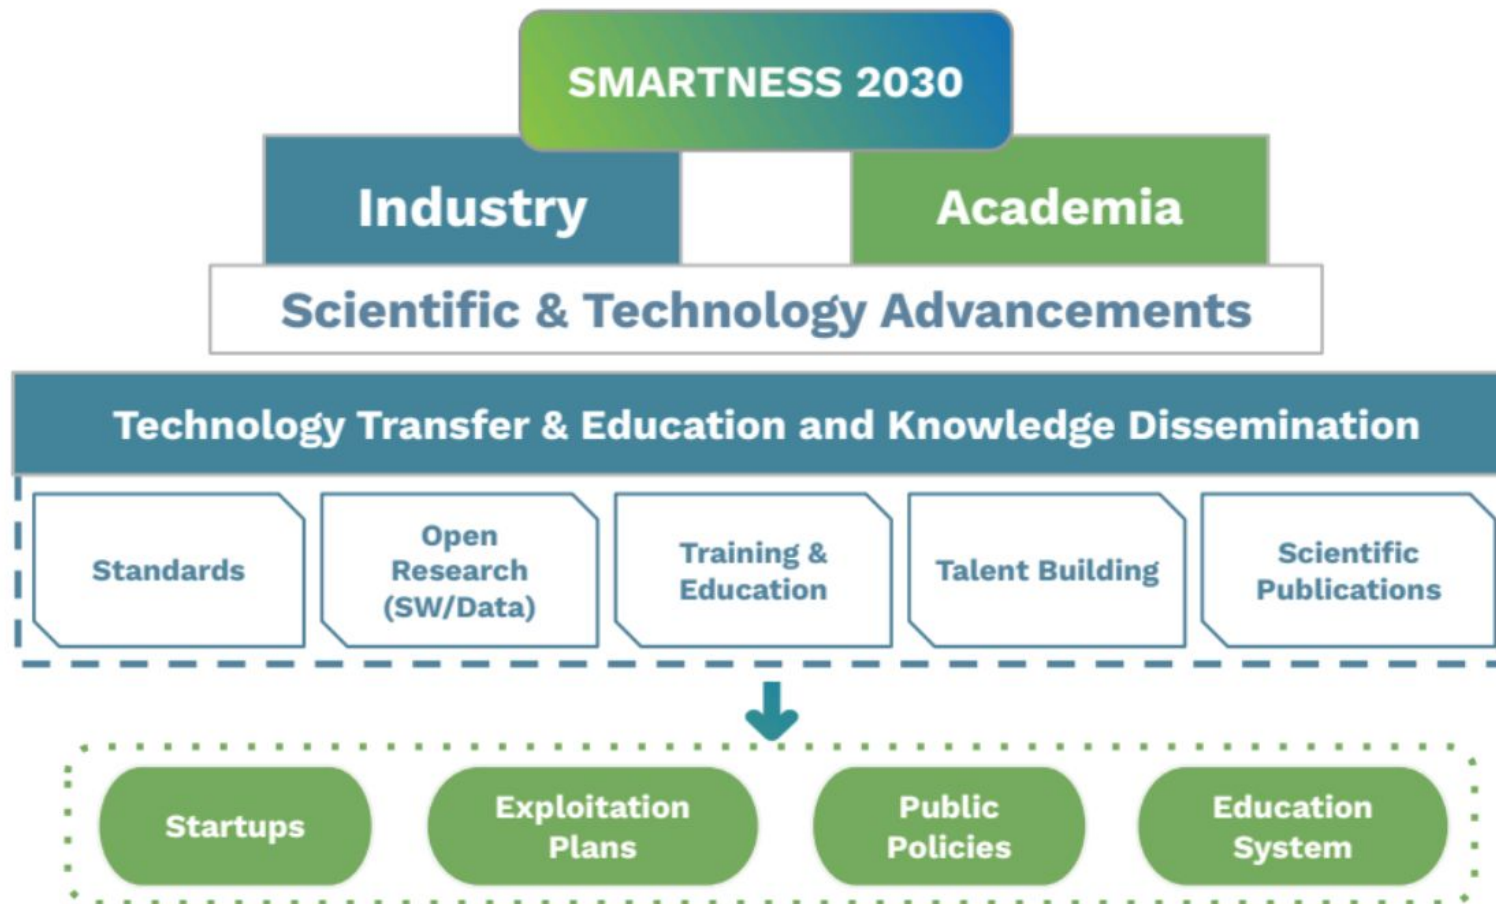 SMARTNESS 2030
Industry
Academia
Scientific & Technology Advancements
Technology Transfer & Education and Knowledge Dissemination
Standards
Open
Research
(SW/Data)
Training &
Education
Talent Building
Scientific
Publications
Startups
Exploitation
Plans
Public
Policies
Education
System